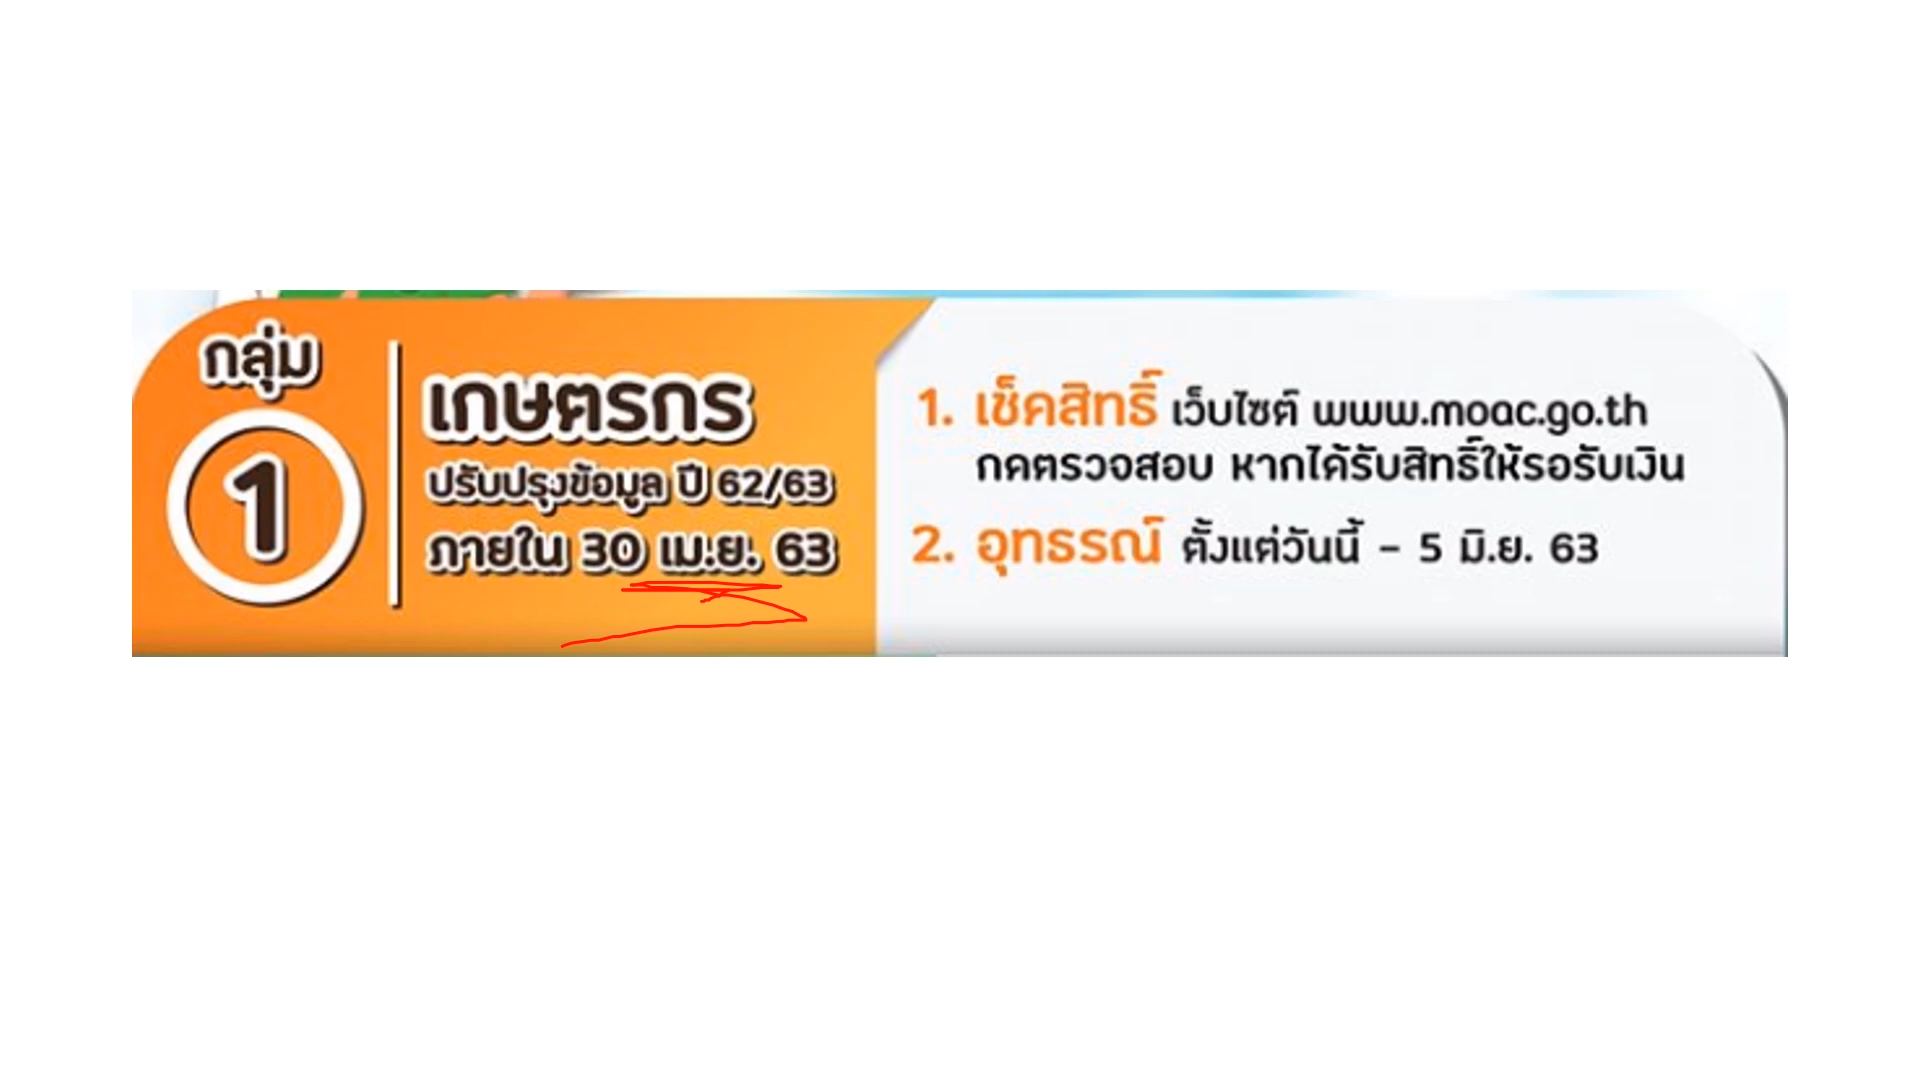 กลุ่ม
1
เกษตรกร
ปรับปรุงข้อมูล ปี 62/63
ภายใน 30 เม.ย. 63
1. เช็คสิทธิ์ เว็บไซต์ www.moac.go.th
กดตรวจสอบ หากได้รับสิทธิ์ให้รอรับเงิน
2. อุทธรณ์ ตั้งแต่วันนี้ – 5 มิ.ย. 63